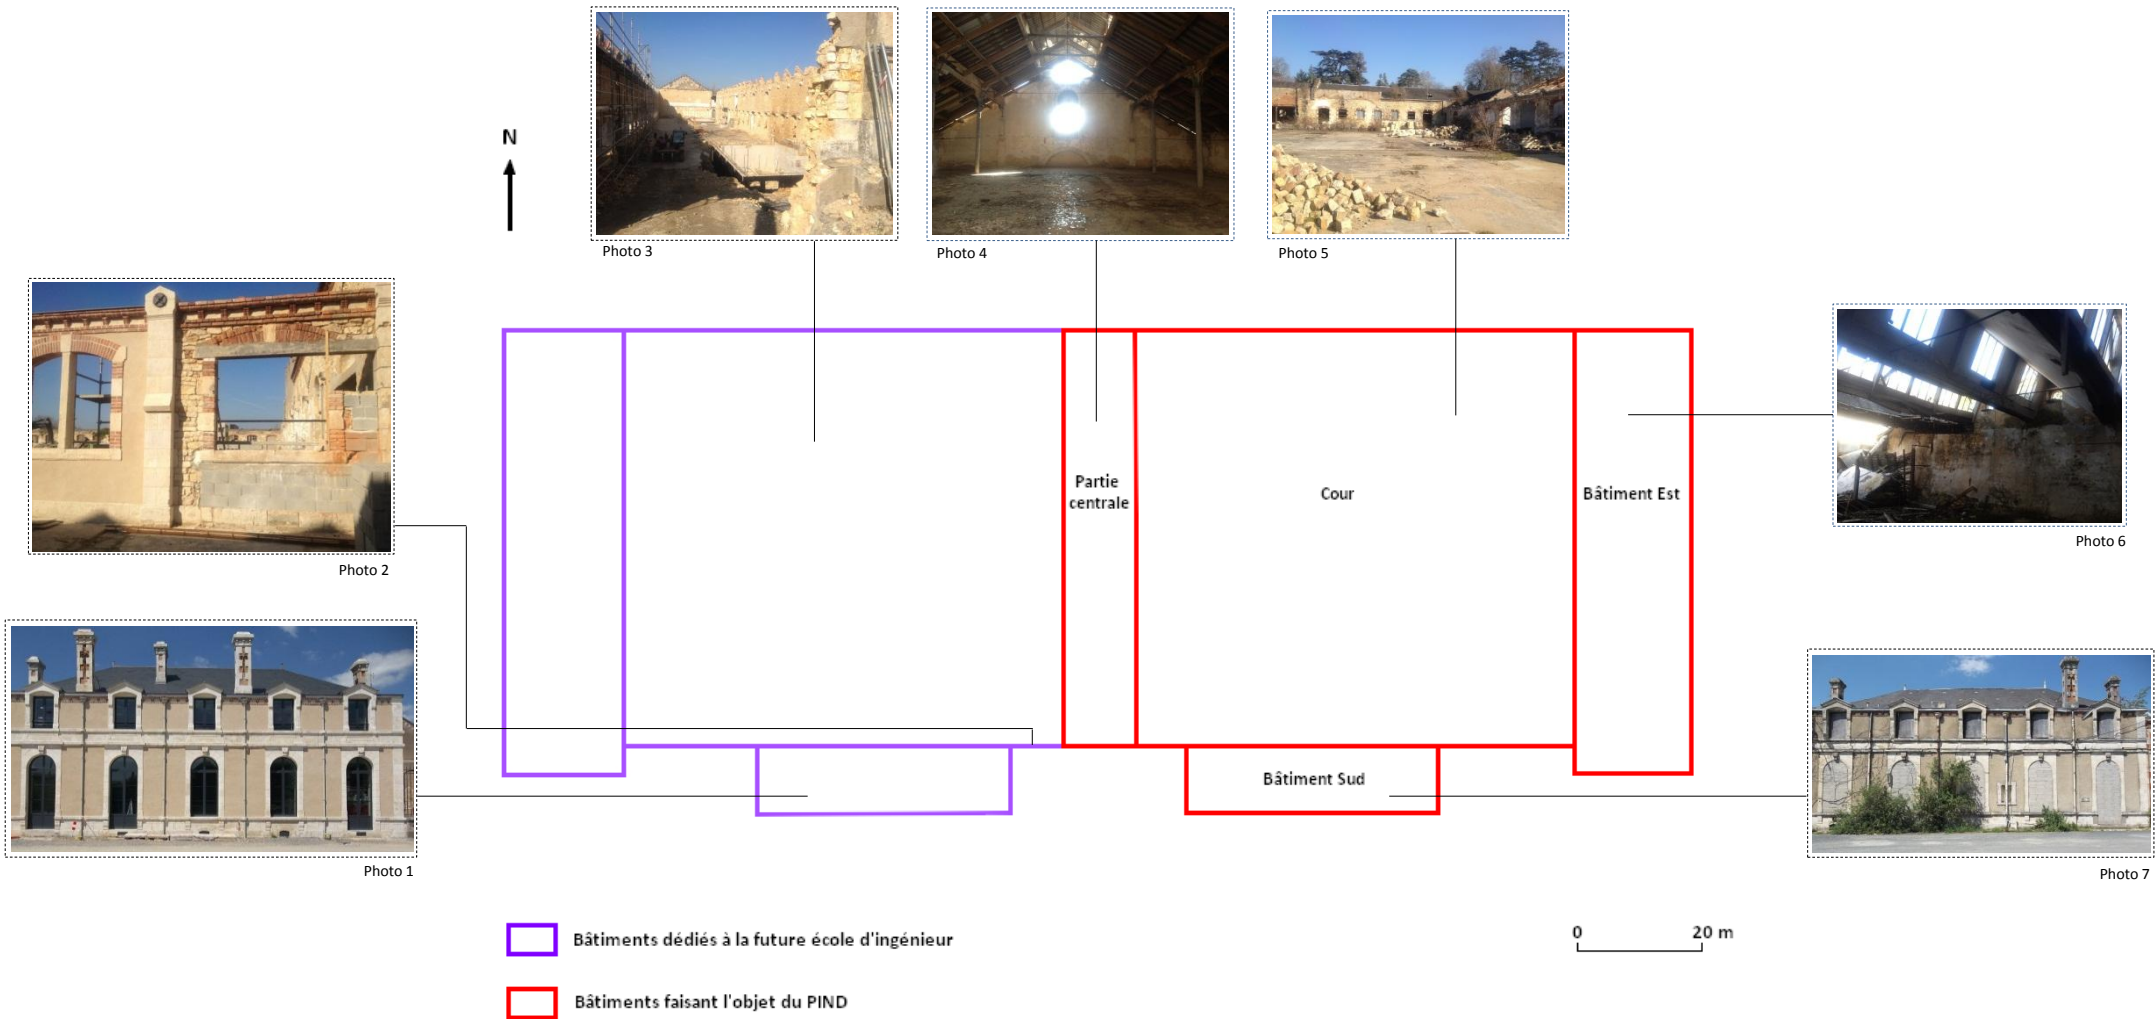 Photo 3
Photo 4
Photo 5
N
Photo 2
Photo 6
Partie
centrale
Cour
Bâtiment Est
Photo 1
Bâtiment Sud
Photo 7
Bâtiments dédiés à la future école d'ingénieur
0 20 m
Bâtiments faisant l'objet du PIND